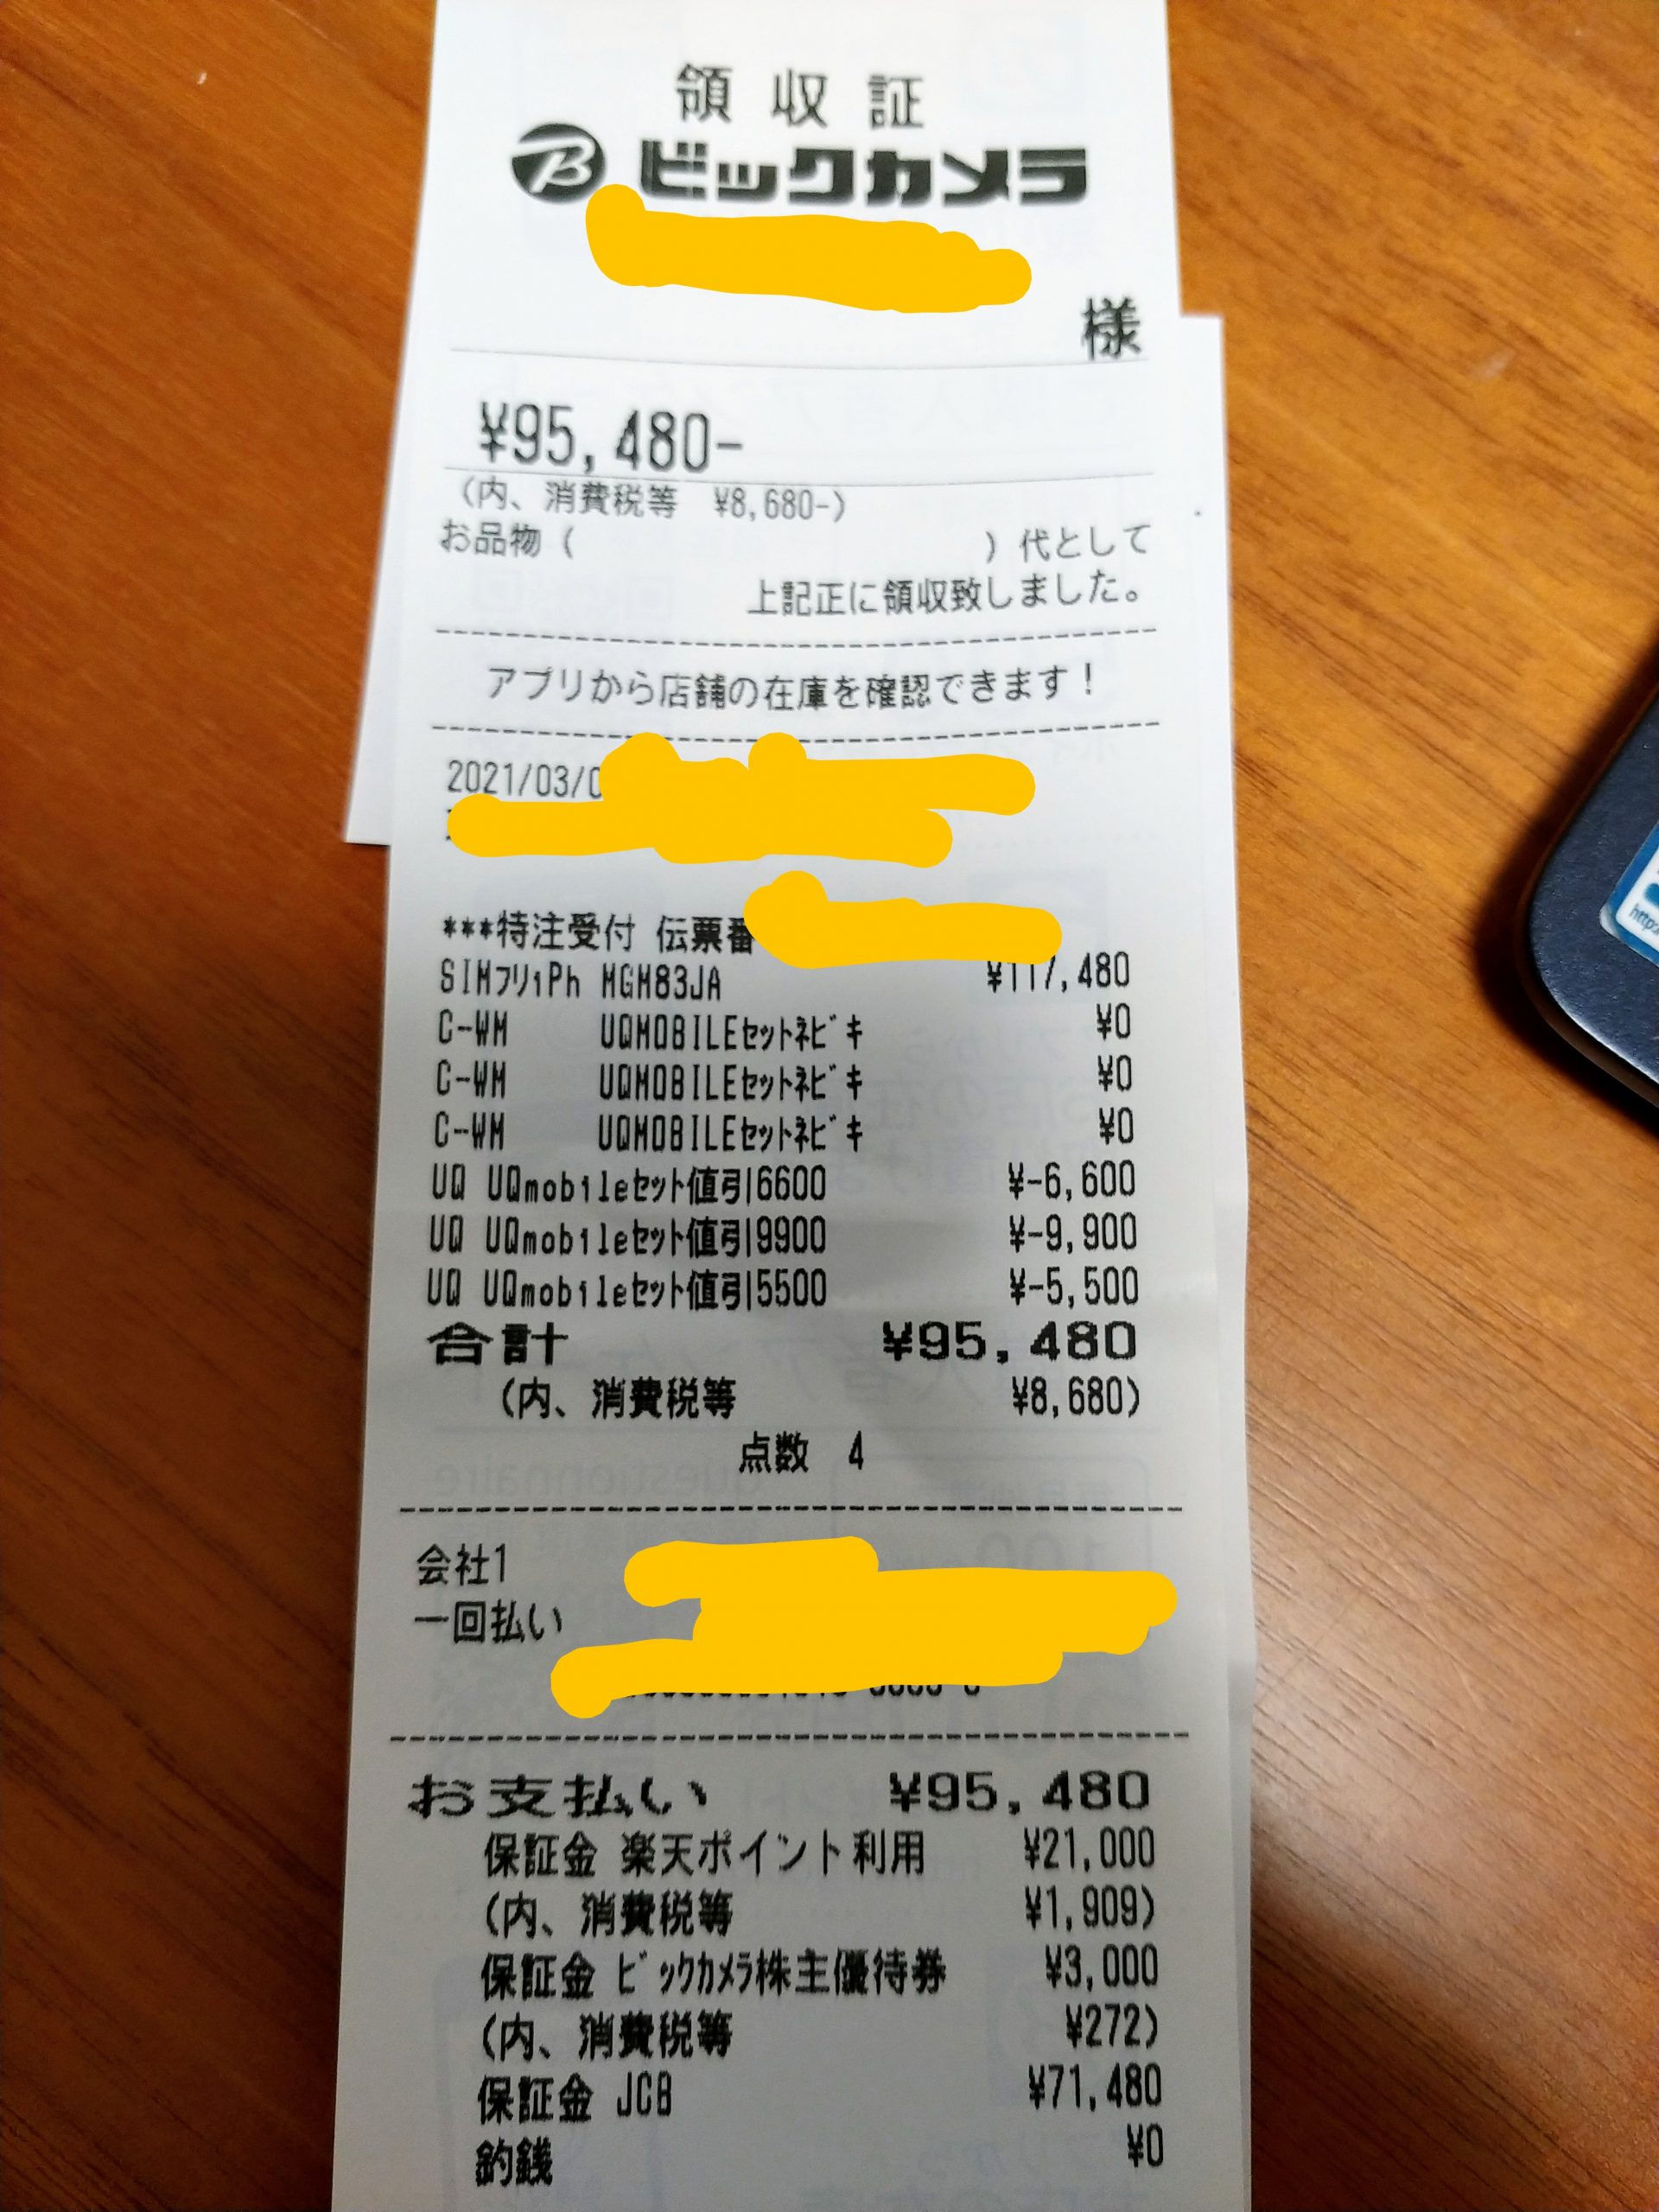 領収証
ビックカメラ
様
¥95,480-
(内、消費税等 ¥8,680-)
お品物 ( ) 代として
上記正に領収致しました。
アプリから店舗の在庫を確認できます!
2021/03/0
***特注受付 伝票番
SIMフリiPh MGM83JA ¥117,480
C-WM UQMOBILEセットネビキ ¥0
C-WM UQMOBILEセットネビキ ¥0
C-WM UQMOBILEセットネビキ ¥0
UQ UQmobileセット値引6600 ¥-6,600
UQ UQmobileセット値引9900 ¥-9,900
UQ UQmobileセット値引5500 ¥-5,500
合計 ¥95,480
(内、消費税等 ¥8,680)
点数 4
会社1
一回払い
お支払い ¥95,480
保証金 楽天ポイント利用 ¥21,000
(内、消費税等 ¥1,909)
保証金 ビックカメラ株主優待券 ¥3,000
(内、消費税等 ¥272)
保証金 JCB ¥71,480
釣銭 ¥0